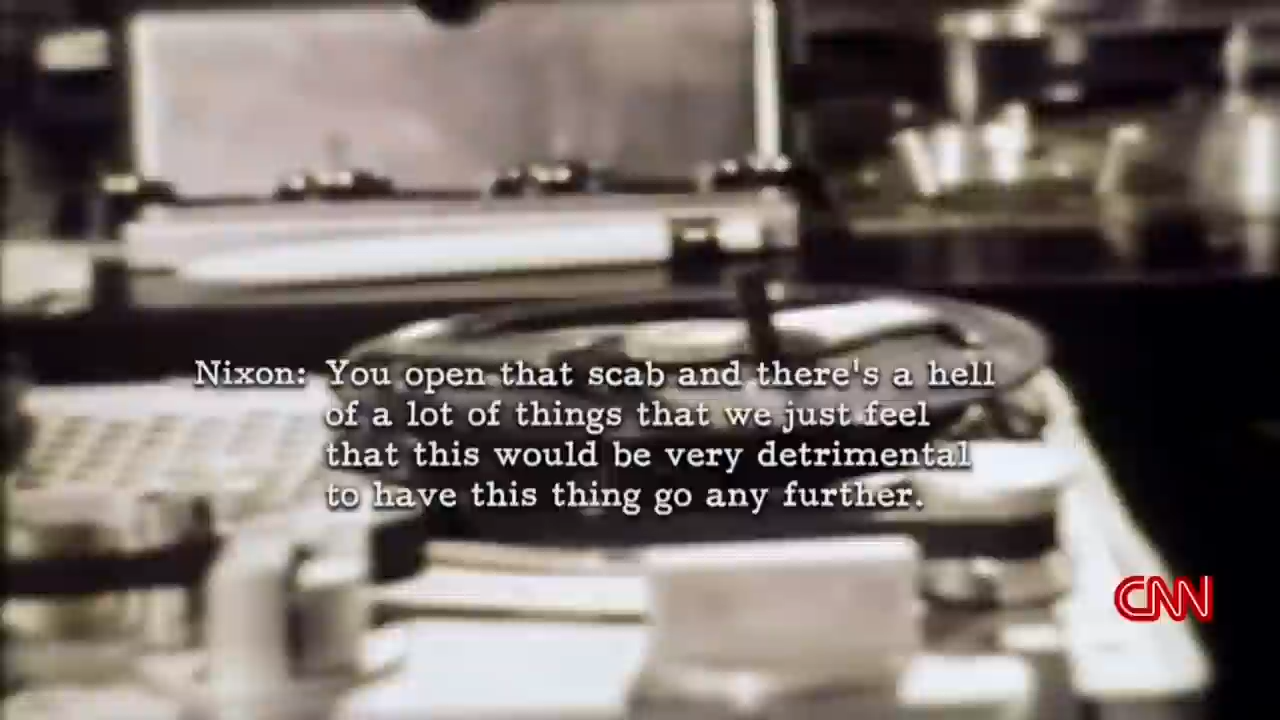 Nixon: You open that scab and there's a hell
of a lot of things that we just feel
that this would be very detrimental
to have this thing go any further.
CNN